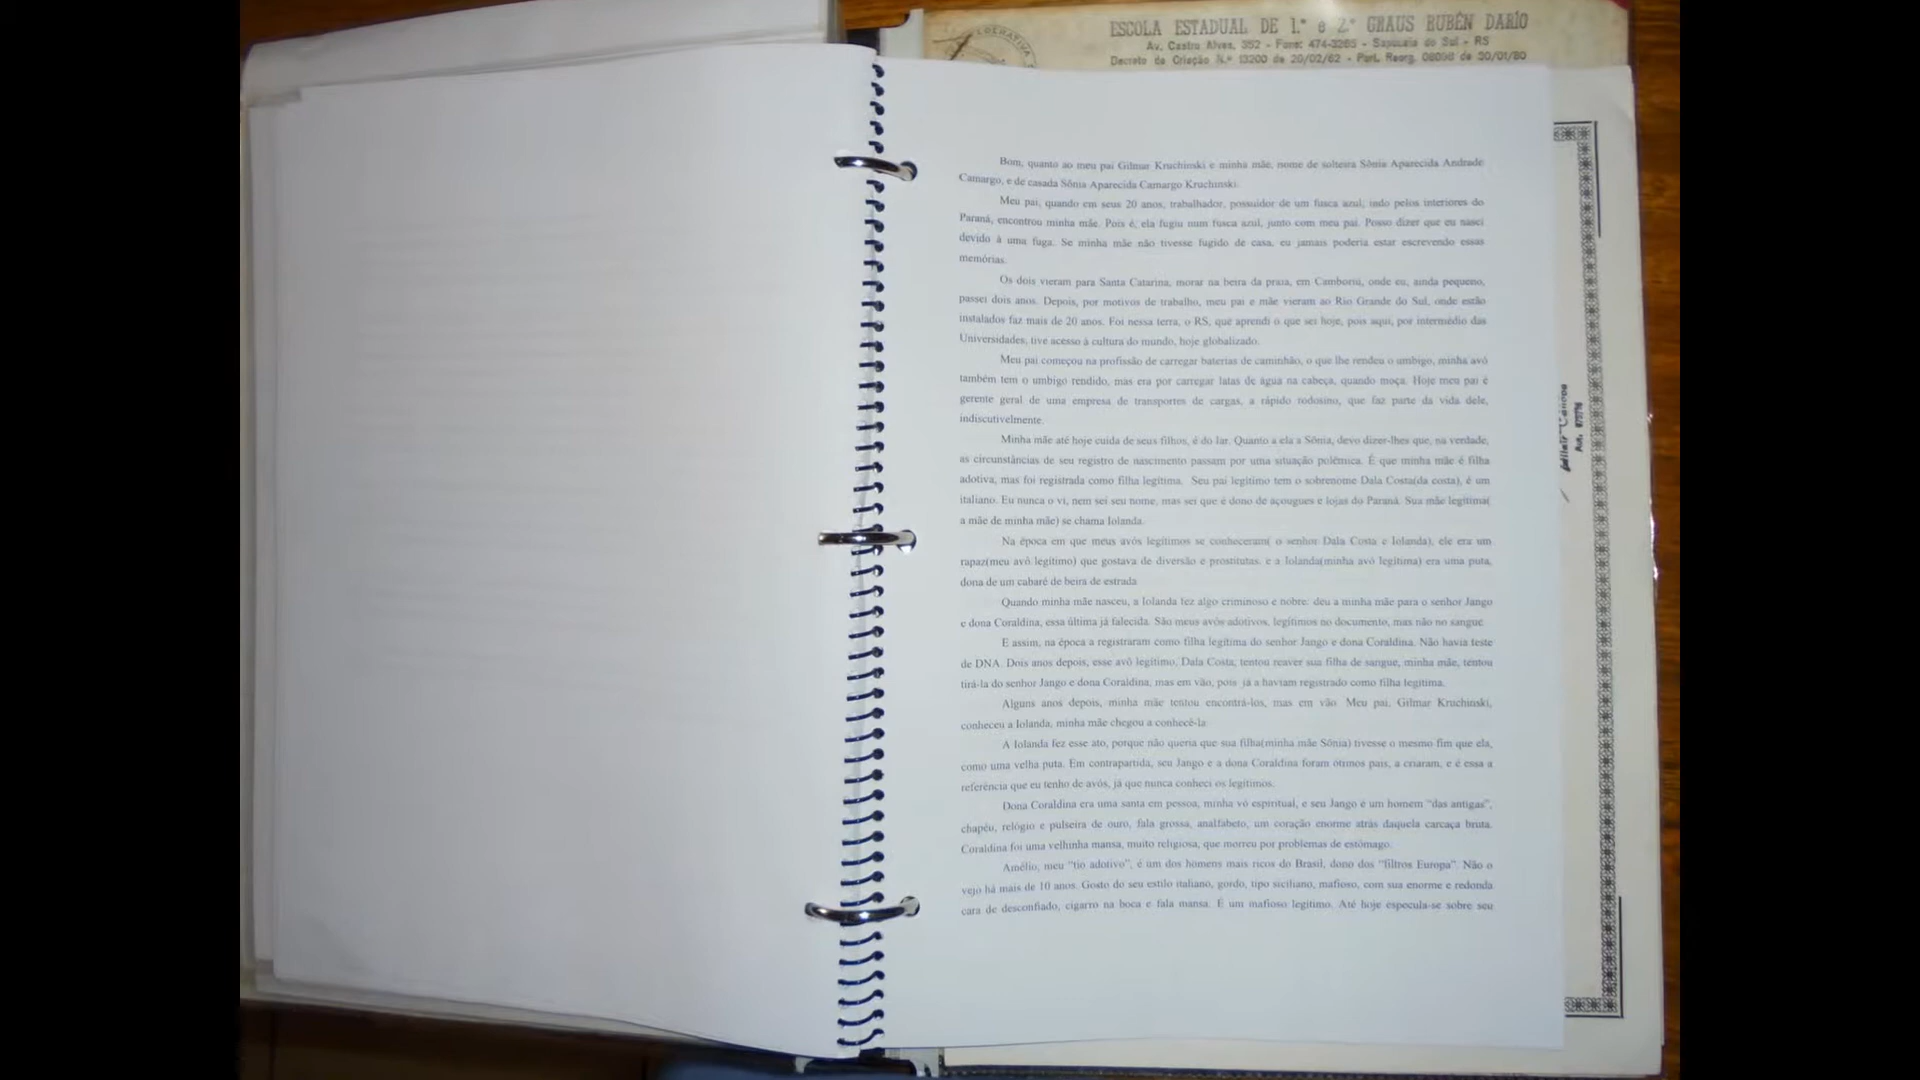 ESCOLA ESTADUAL DE 1.º e 2.º GRAUS RUBÉN DARÍO
Av. Castro Alves, 352 - Fone: 474-3265 - Sapucaia do Sul - RS
Decreto de Criação N.º 13200 de 20/02/62 - Port. Reorg. 08098 de 30/01/80
Bom, quanto ao meu pai Gilmar Kruchinski e minha mãe, nome de solteira Sônia Aparecida Andrade
Camargo, e de casada Sônia Aparecida Camargo Kruchinski.
Meu pai, quando em seus 20 anos, trabalhador, possuidor de um fusca azul, indo pelos interiores do
Paraná, encontrou minha mãe. Pois é, ela fugiu num fusca azul, junto com meu pai. Posso dizer que eu nasci
devido à uma fuga. Se minha mãe não tivesse fugido de casa, eu jamais poderia estar escrevendo essas
memórias.
Os dois vieram para Santa Catarina, morar na beira da praia, em Camboriú, onde eu, ainda pequeno,
passei dois anos. Depois, por motivos de trabalho, meu pai e mãe vieram ao Rio Grande do Sul, onde estão
instalados faz mais de 20 anos. Foi nessa terra, o RS, que aprendi o que sei hoje, pois aqui, por intermédio das
Universidades, tive acesso à cultura do mundo, hoje globalizado.
Meu pai começou na profissão de carregar baterias de caminhão, o que lhe rendeu o umbigo, minha avó
também tem o umbigo rendido, mas era por carregar latas de água na cabeça, quando moça. Hoje meu pai é
gerente geral de uma empresa de transportes de cargas, a rápido rodosino, que faz parte da vida dele,
indiscutivelmente.
Minha mãe até hoje cuida de seus filhos, é do lar. Quanto a ela a Sônia, devo dizer-lhes que, na verdade,
as circunstâncias de seu registro de nascimento passam por uma situação polêmica. É que minha mãe é filha
adotiva, mas foi registrada como filha legítima. Seu pai legítimo tem o sobrenome Dala Costa(da costa), é um
italiano. Eu nunca o vi, nem sei seu nome, mas sei que é dono de açougues e lojas do Paraná. Sua mãe legítima(
a mãe de minha mãe) se chama Iolanda.
Na época em que meus avós legítimos se conheceram( o senhor Dala Costa e Iolanda), ele era um
rapaz(meu avô legítimo) que gostava de diversão e prostitutas, e a Iolanda(minha avó legítima) era uma puta,
dona de um cabaré de beira de estrada
Quando minha mãe nasceu, a Iolanda fez algo criminoso e nobre: deu a minha mãe para o senhor Jango
e dona Coraldina, essa última já falecida. São meus avós adotivos, legítimos no documento, mas não no sangue
E assim, na época a registraram como filha legítima do senhor Jango e dona Coraldina. Não havia teste
de DNA. Dois anos depois, esse avô legítimo, Dala Costa, tentou reaver sua filha de sangue, minha mãe, tentou
tirá-la do senhor Jango e dona Coraldina, mas em vão, pois já a haviam registrado como filha legítima.
Alguns anos depois, minha mãe tentou encontrá-los, mas em vão. Meu pai, Gilmar Kruchinski,
conheceu a Iolanda, minha mãe chegou a conhecê-la.
A Iolanda fez esse ato, porque não queria que sua filha(minha mãe Sônia) tivesse o mesmo fim que ela,
como uma velha puta. Em contrapartida, seu Jango e a dona Coraldina foram ótimos pais, a criaram, e é essa a
referência que eu tenho de avós, já que nunca conheci os legítimos.
Dona Coraldina era uma santa em pessoa, minha vó espiritual, e seu Jango é um homem “das antigas”,
chapéu, relógio e pulseira de ouro, fala grossa, analfabeto, um coração enorme atrás daquela carcaça bruta.
Coraldina foi uma velhinha mansa, muito religiosa, que morreu por problemas de estômago.
Amélio, meu “tio adotivo”, é um dos homens mais ricos do Brasil, dono dos “filtros Europa”. Não o
vejo há mais de 10 anos. Gosto do seu estilo italiano, gordo, tipo siciliano, mafioso, com sua enorme e redonda
cara de desconfiado, cigarro na boca e fala mansa. É um mafioso legítimo. Até hoje especula-se sobre seu